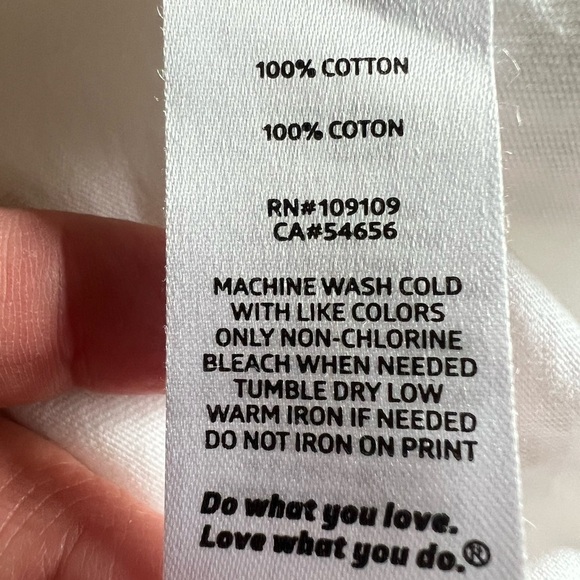 100% COTTON
100% COTON
RN#109109
CA#54656
MACHINE WASH COLD
WITH LIKE COLORS
ONLY NON-CHLORINE
BLEACH WHEN NEEDED
TUMBLE DRY LOW
WARM IRON IF NEEDED
DO NOT IRON ON PRINT
Do what you love.
Love what you do.®